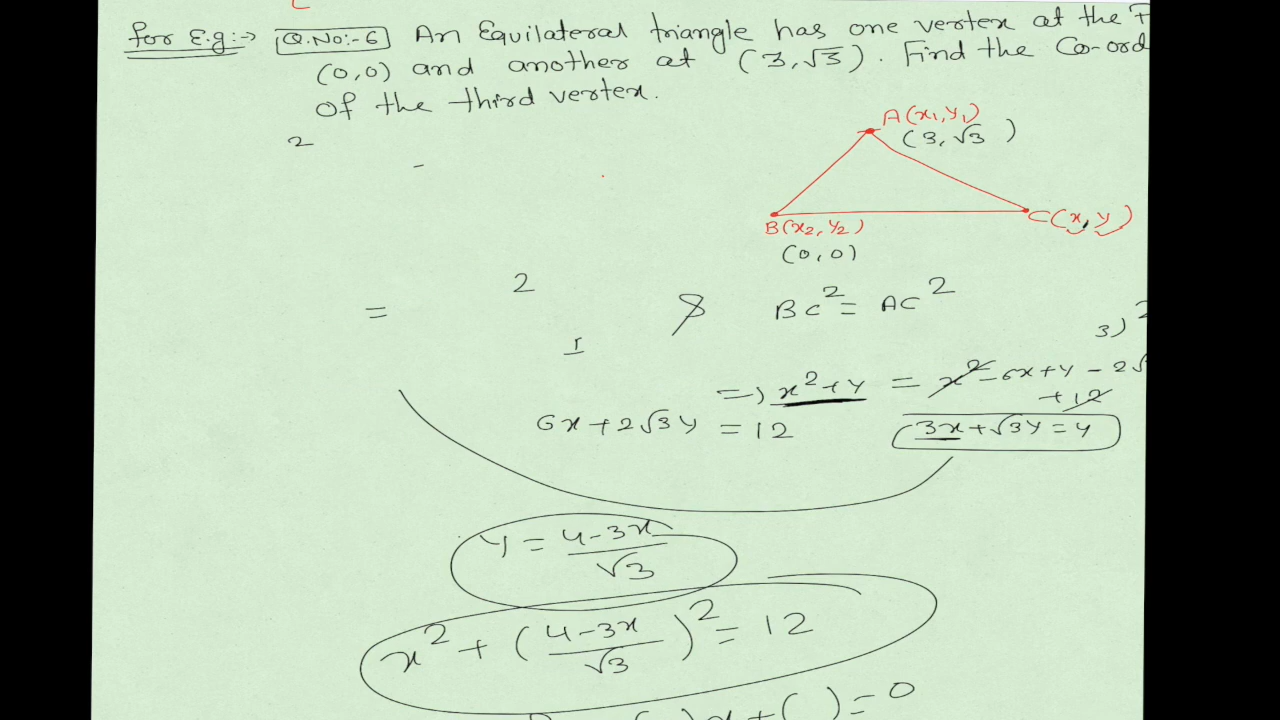 for E.g:→ Q.No:-6 An Equilateral triangle has one vertex at the P
(0,0) and another at (3,√3). Find the Co-ord
of the third vertex.
2
-
A(x₁,y₁)
(3,√3)
B(x₂,y₂)
C(x,y)
(0,0)
= 2
& BC² = AC²
3)²
1
=) x²+y = x²-6x+y-2√
+12
6x+2√3y = 12
3x+√3y=4
y = (4-3x)/√3
x² + ((4-3x)/√3)² = 12
( )x+( )=0